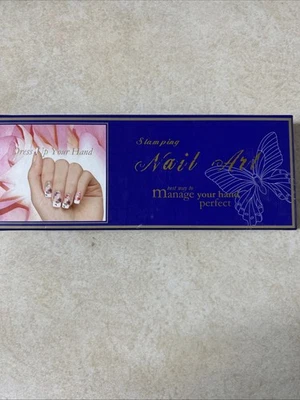 Dress Up Your Hand
Stamping
Nail Art
best way to
manage your hand
perfect